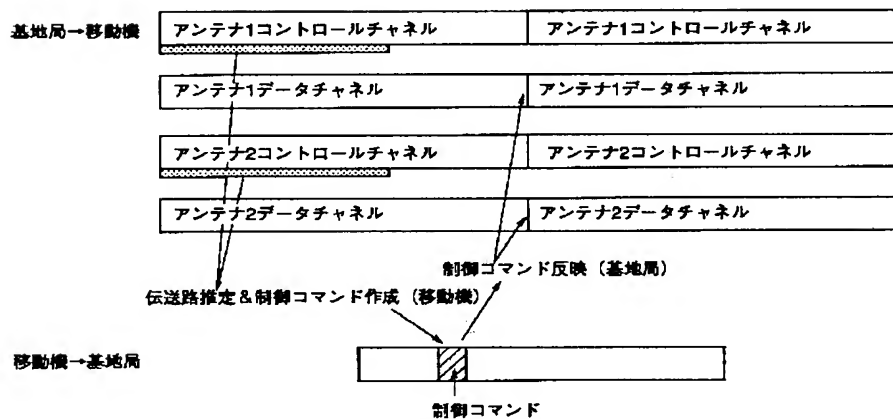 基地局→移動機
アンテナ1コントロールチャネル
アンテナ1コントロールチャネル
アンテナ1データチャネル
アンテナ1データチャネル
アンテナ2コントロールチャネル
アンテナ2コントロールチャネル
アンテナ2データチャネル
アンテナ2データチャネル
制御コマンド反映（基地局）
伝送路推定＆制御コマンド作成（移動機）
移動機→基地局
制御コマンド